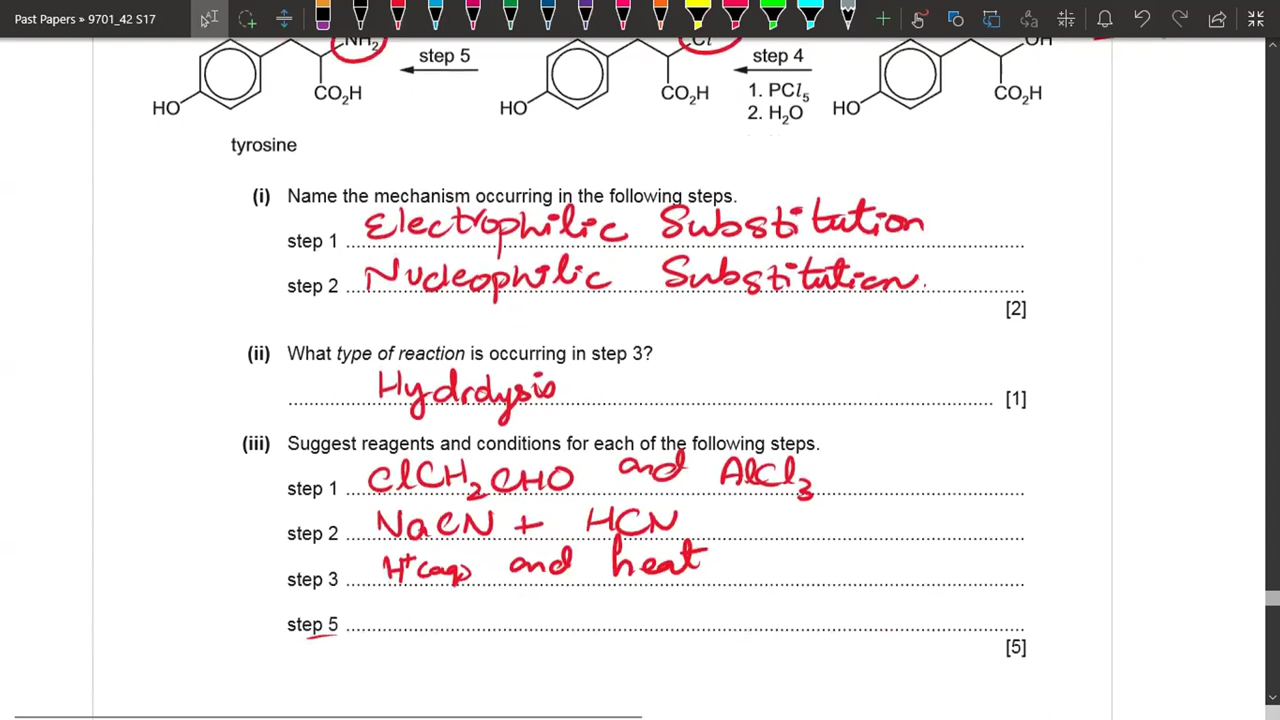 Past Papers » 9701_42 S17
NH2 Cl OH
step 5 step 4
CO2H CO2H 1. PCl5 CO2H
HO HO 2. H2O HO
tyrosine
(i) Name the mechanism occurring in the following steps.
step 1 Electrophilic Substitution
step 2 Nucleophilic Substitution.
[2]
(ii) What type of reaction is occurring in step 3?
Hydrolysis [1]
(iii) Suggest reagents and conditions for each of the following steps.
step 1 ClCH2CHO and AlCl3
step 2 NaCN + HCN
step 3 H+(aq) and heat
step 5
[5]